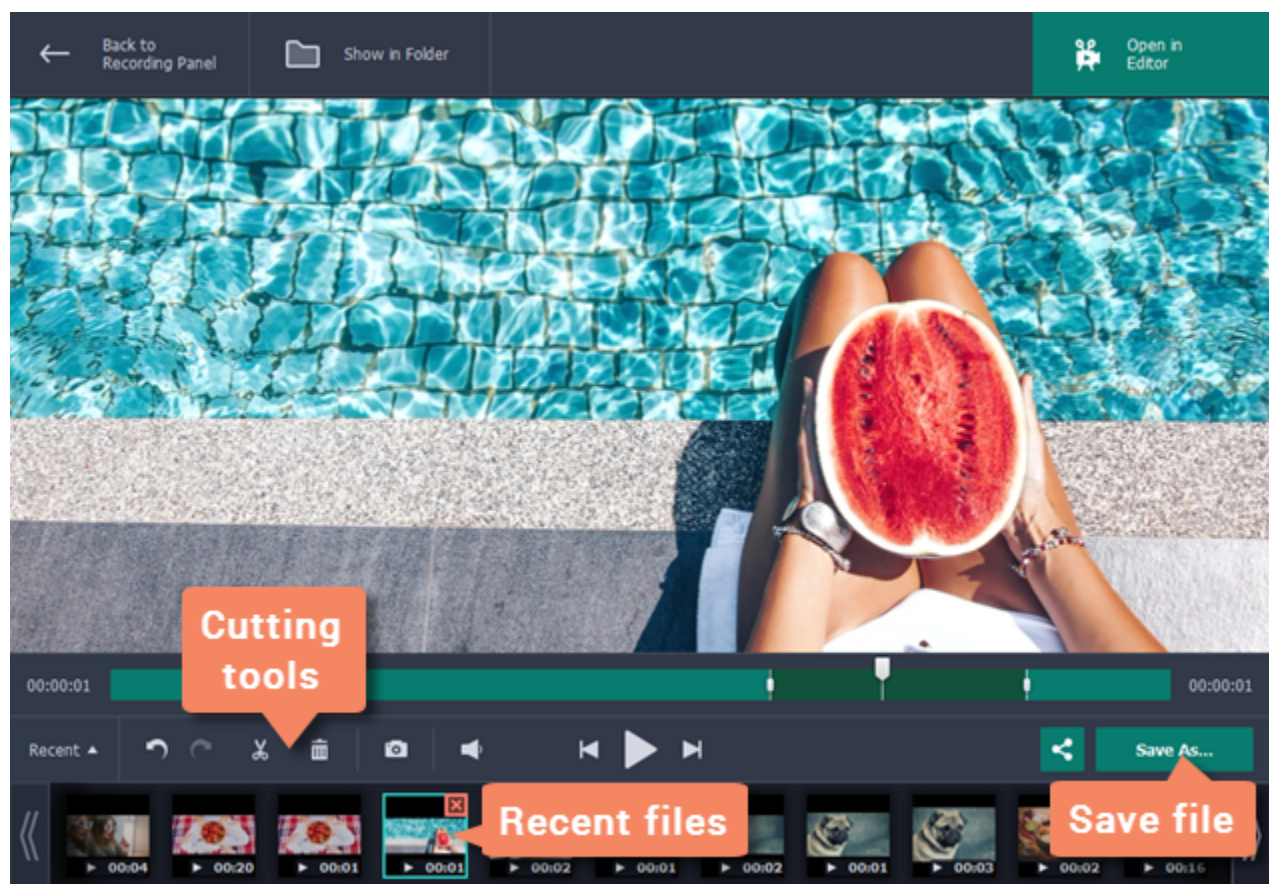 Back to
Recording Panel
Show in Folder
Open in
Editor
Cutting
tools
00:00:01
00:00:01
Recent
Save As...
Recent files
Save file
00:04
00:20
00:01
00:01
00:02
00:01
00:02
00:01
00:03
00:02
00:16